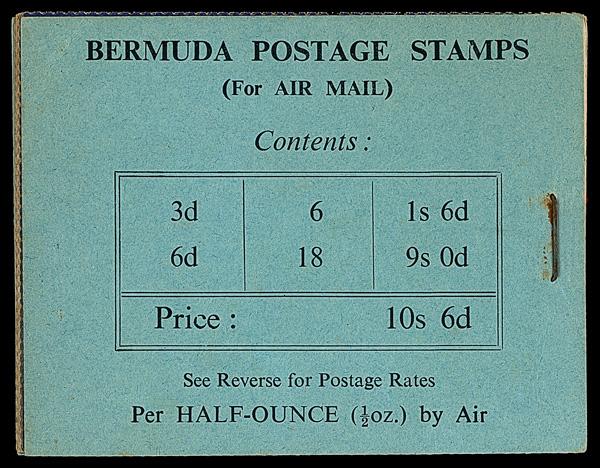 BERMUDA POSTAGE STAMPS
(For AIR MAIL)
Contents :
3d 6 1s 6d
6d 18 9s 0d
Price : 10s 6d
See Reverse for Postage Rates
Per HALF-OUNCE (½oz.) by Air